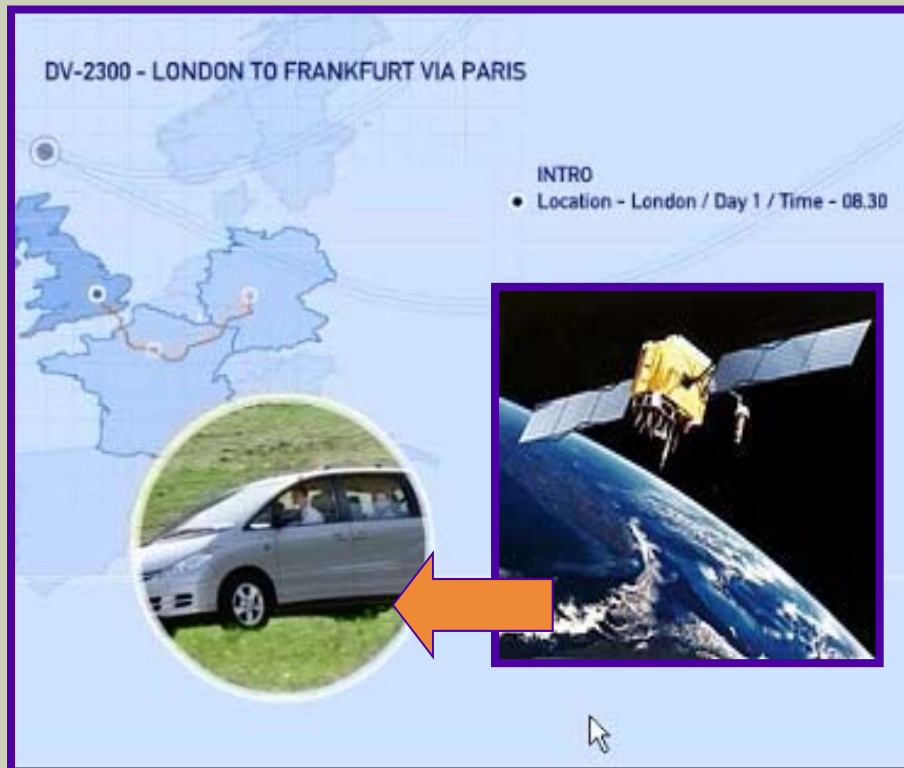 DV-2300 - LONDON TO FRANKFURT VIA PARIS
INTRO
Location - London / Day 1 / Time - 08.30